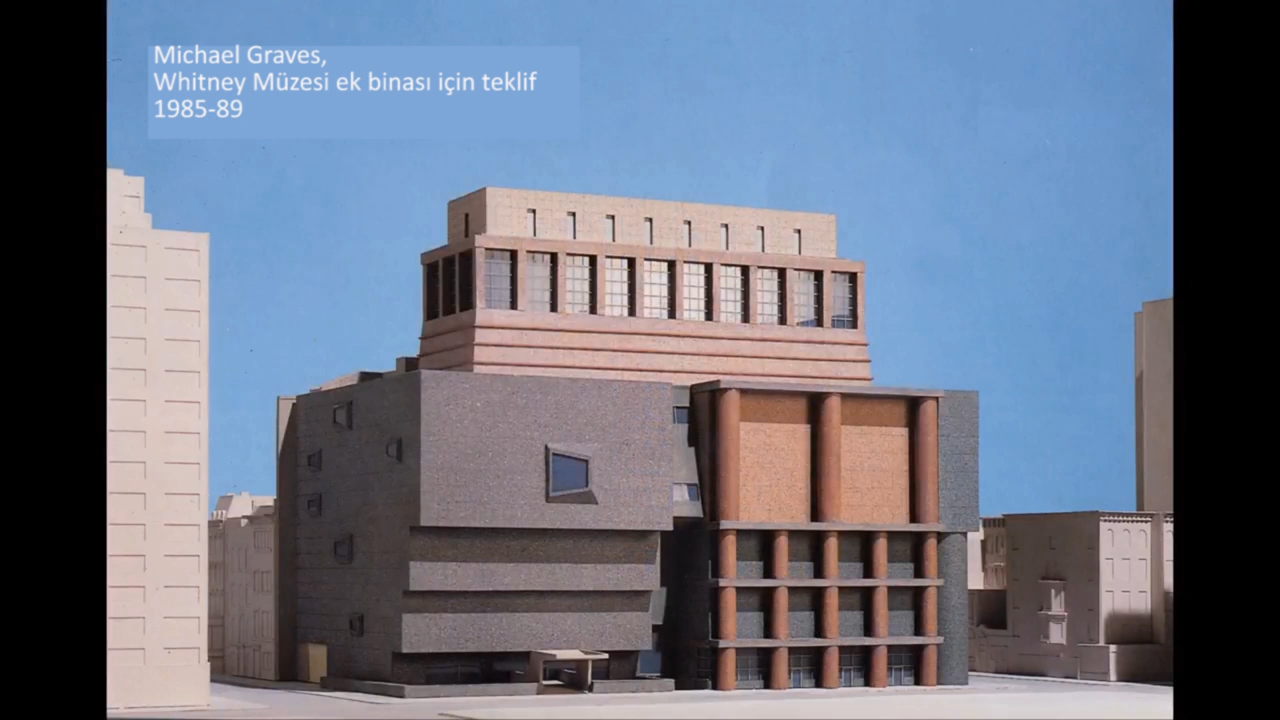 Michael Graves,
Whitney Müzesi ek binası için teklif
1985-89